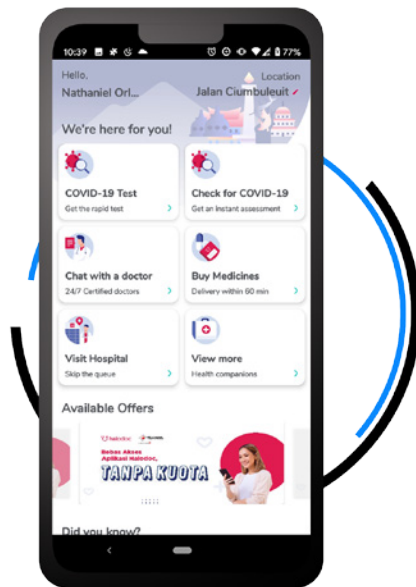 10:39 77%
Hello,
Location
Nathaniel Orl...
Jalan Ciumbuleuit
We're here for you!
COVID-19 Test
Get the rapid test
Check for COVID-19
Get an instant assessment
Chat with a doctor
24/7 Certified doctors
Buy Medicines
Delivery within 60 min
Visit Hospital
Skip the queue
View more
Health companions
Available Offers
halodoc
Bebas Akses
Aplikasi Halodoc,
TANPA KUOTA
Did you know?